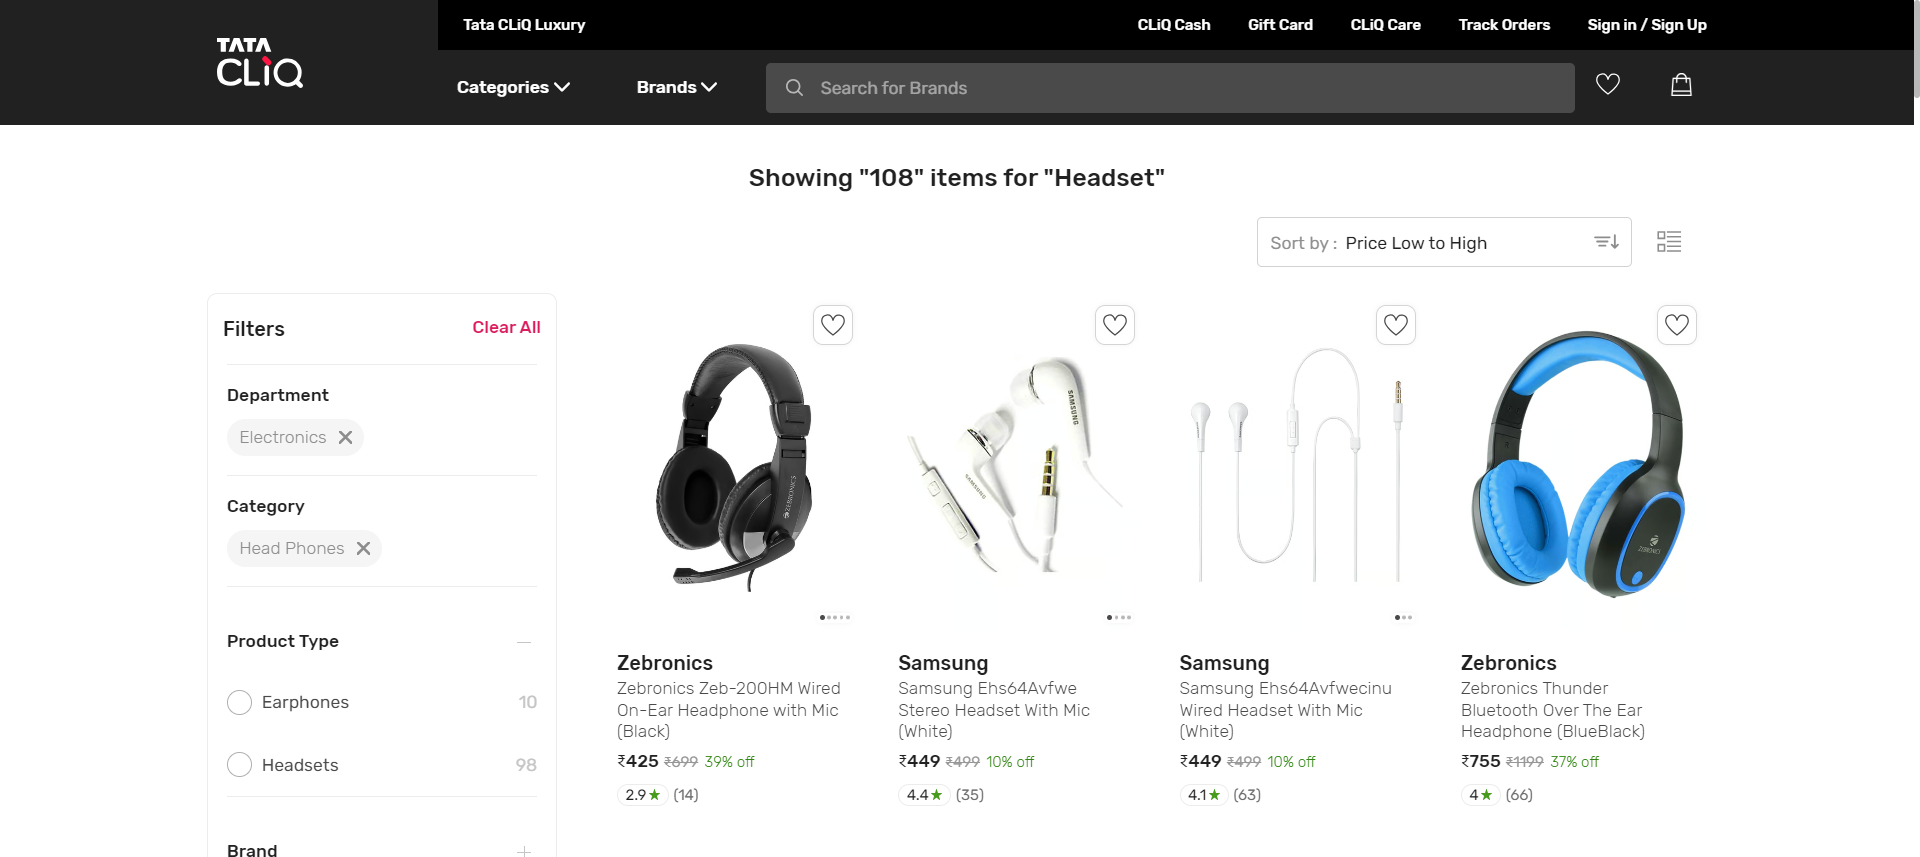 Tata CLiQ Luxury
CLiQ Cash
Gift Card
CLiQ Care
Track Orders
Sign in / Sign Up
TATA
CLiQ
Categories
Brands
Search for Brands
Showing "108" items for "Headset"
Sort by : Price Low to High
Filters
Clear All
Department
Electronics
Category
Head Phones
Product Type
Earphones 10
Headsets 98
Brand
ZEBRONICS
SAMSUNG
SAMSUNG
ZEBRONICS
Zebronics
Zebronics Zeb-200HM Wired
On-Ear Headphone with Mic
(Black)
₹425 ₹699 39% off
2.9★ (14)
Samsung
Samsung Ehs64Avfwe
Stereo Headset With Mic
(White)
₹449 ₹499 10% off
4.4★ (35)
Samsung
Samsung Ehs64Avfwecinu
Wired Headset With Mic
(White)
₹449 ₹499 10% off
4.1★ (63)
Zebronics
Zebronics Thunder
Bluetooth Over The Ear
Headphone (BlueBlack)
₹755 ₹1199 37% off
4★ (66)